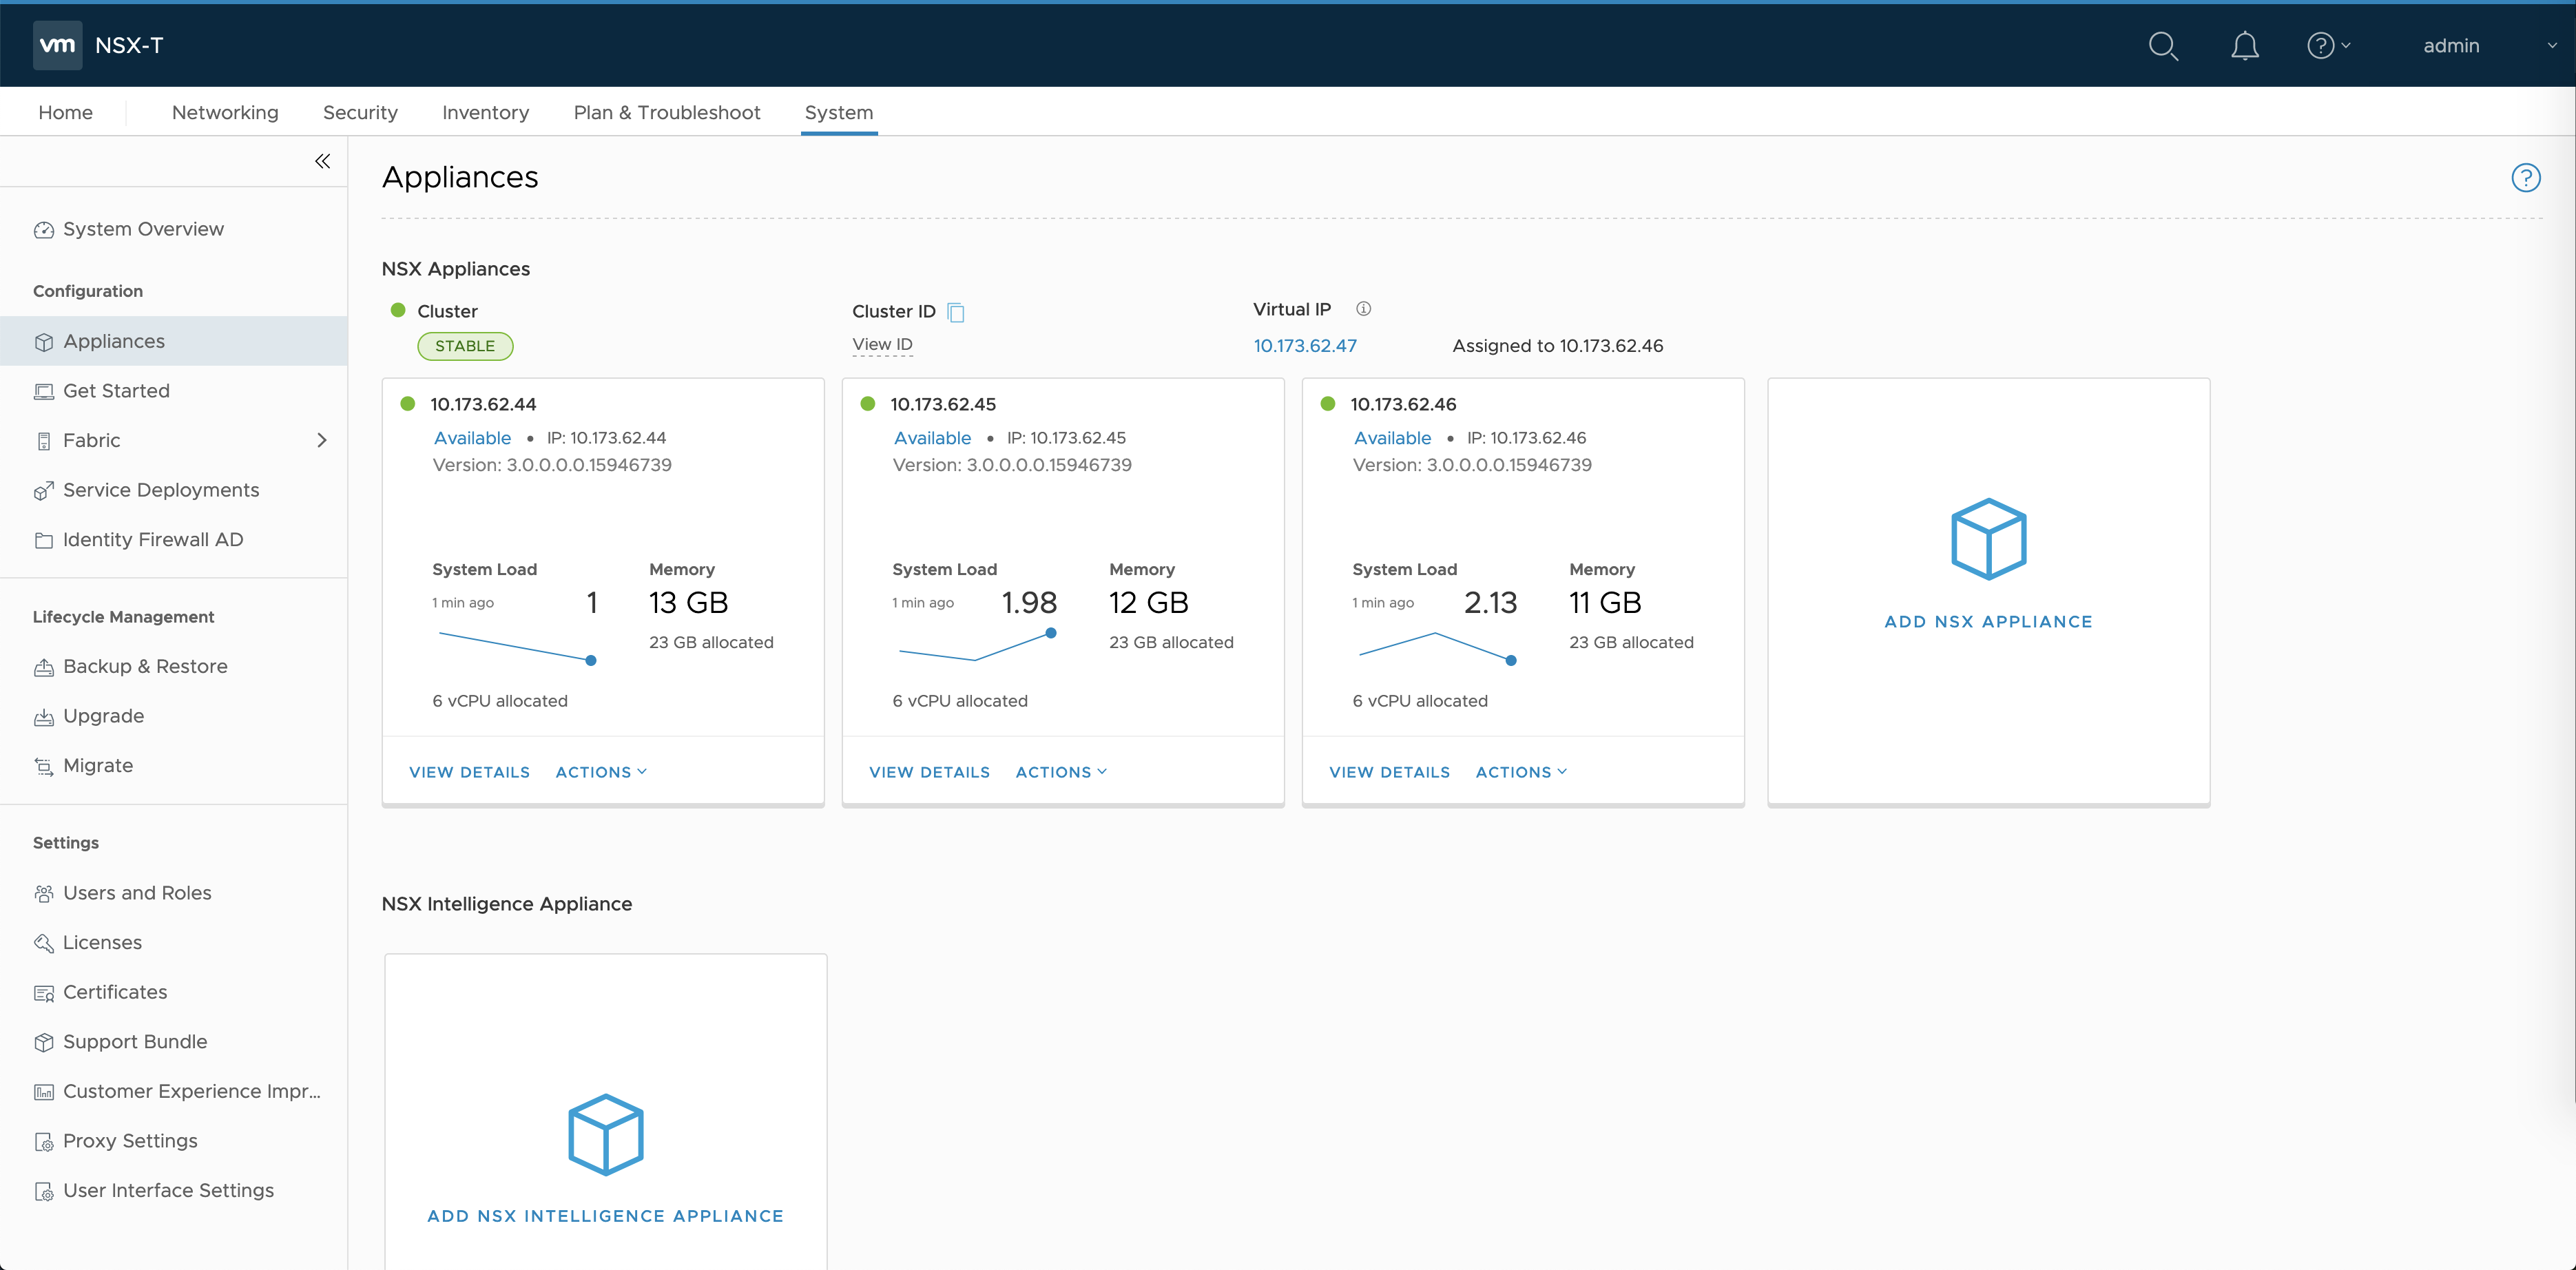 vm NSX-T
admin
Home Networking Security Inventory Plan & Troubleshoot System
System Overview
Configuration
Appliances
Get Started
Fabric
Service Deployments
Identity Firewall AD
Lifecycle Management
Backup & Restore
Upgrade
Migrate
Settings
Users and Roles
Licenses
Certificates
Support Bundle
Customer Experience Impr...
Proxy Settings
User Interface Settings
Appliances
NSX Appliances
Cluster
STABLE
Cluster ID
View ID
Virtual IP
10.173.62.47 Assigned to 10.173.62.46
10.173.62.44
Available • IP: 10.173.62.44
Version: 3.0.0.0.0.15946739
System Load Memory
1 min ago 1 13 GB
23 GB allocated
6 vCPU allocated
VIEW DETAILS ACTIONS
10.173.62.45
Available • IP: 10.173.62.45
Version: 3.0.0.0.0.15946739
System Load Memory
1 min ago 1.98 12 GB
23 GB allocated
6 vCPU allocated
VIEW DETAILS ACTIONS
10.173.62.46
Available • IP: 10.173.62.46
Version: 3.0.0.0.0.15946739
System Load Memory
1 min ago 2.13 11 GB
23 GB allocated
6 vCPU allocated
VIEW DETAILS ACTIONS
ADD NSX APPLIANCE
NSX Intelligence Appliance
ADD NSX INTELLIGENCE APPLIANCE